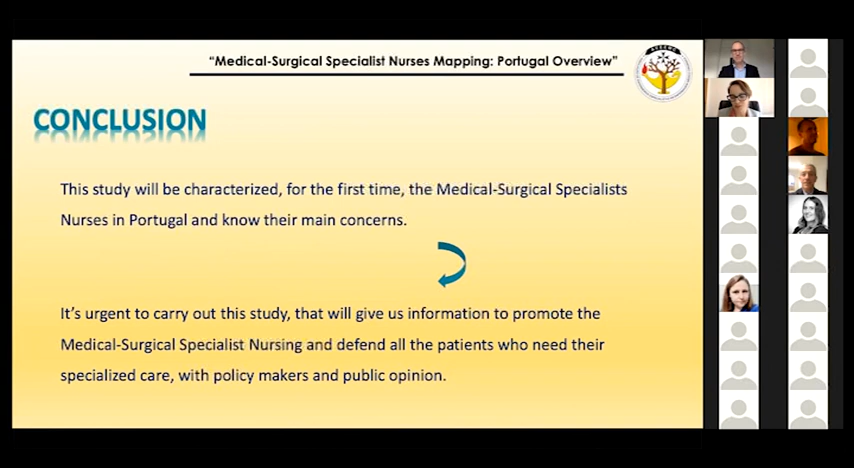 “Medical-Surgical Specialist Nurses Mapping: Portugal Overview”
CONCLUSION
This study will be characterized, for the first time, the Medical-Surgical Specialists
Nurses in Portugal and know their main concerns.
It’s urgent to carry out this study, that will give us information to promote the
Medical-Surgical Specialist Nursing and defend all the patients who need their
specialized care, with policy makers and public opinion.